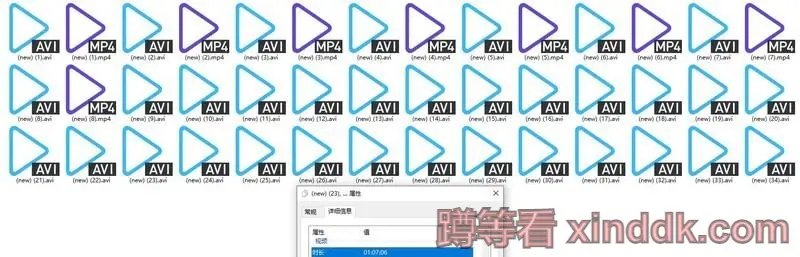 AVI MP4 AVI MP4 AVI MP4 AVI MP4 AVI MP4 AVI MP4 AVI MP4
(new) (1).avi (new) (1).mp4 (new) (2).avi (new) (2).mp4 (new) (3).avi (new) (3).mp4 (new) (4).avi (new) (4).mp4 (new) (5).avi (new) (5).mp4 (new) (6).avi (new) (6).mp4 (new) (7).avi (new) (7).mp4
AVI MP4 AVI AVI AVI AVI AVI AVI AVI AVI AVI AVI AVI AVI
(new) (8).avi (new) (8).mp4 (new) (9).avi (new) (10).avi (new) (11).avi (new) (12).avi (new) (13).avi (new) (14).avi (new) (15).avi (new) (16).avi (new) (17).avi (new) (18).avi (new) (19).avi (new) (20).avi
AVI AVI AVI AVI AVI AVI AVI AVI AVI AVI AVI AVI AVI AVI
(new) (21).avi (new) (22).avi (new) (23).avi (new) (24).avi (new) (25).avi (new) (26).avi (new) (27).avi (new) (28).avi (new) (29).avi (new) (30).avi (new) (31).avi (new) (32).avi (new) (33).avi (new) (34).avi
(new) (23), ... 属性
常规 详细信息
属性 值
视频
时长 01:07:06
蹲等看 xinddk.com